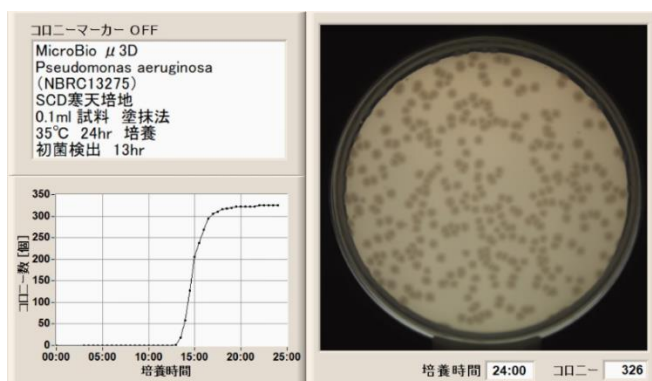 コロニーマーカー OFF
MicroBio μ3D
Pseudomonas aeruginosa
(NBRC13275)
SCD寒天培地
0.1ml 試料 塗抹法
35℃ 24hr 培養
初菌検出 13hr
コロニー数 [個]
350
300
250
200
150
100
50
0
00:00 05:00 10:00 15:00 20:00 25:00
培養時間
培養時間 24:00 コロニー 326